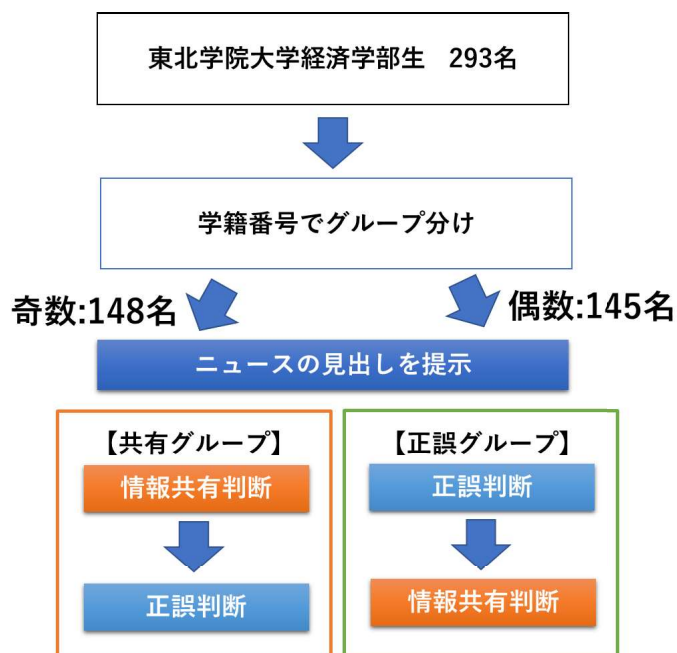 東北学院大学経済学部生　293名
学籍番号でグループ分け
奇数:148名
偶数:145名
ニュースの見出しを提示
【共有グループ】
情報共有判断
正誤判断
【正誤グループ】
正誤判断
情報共有判断